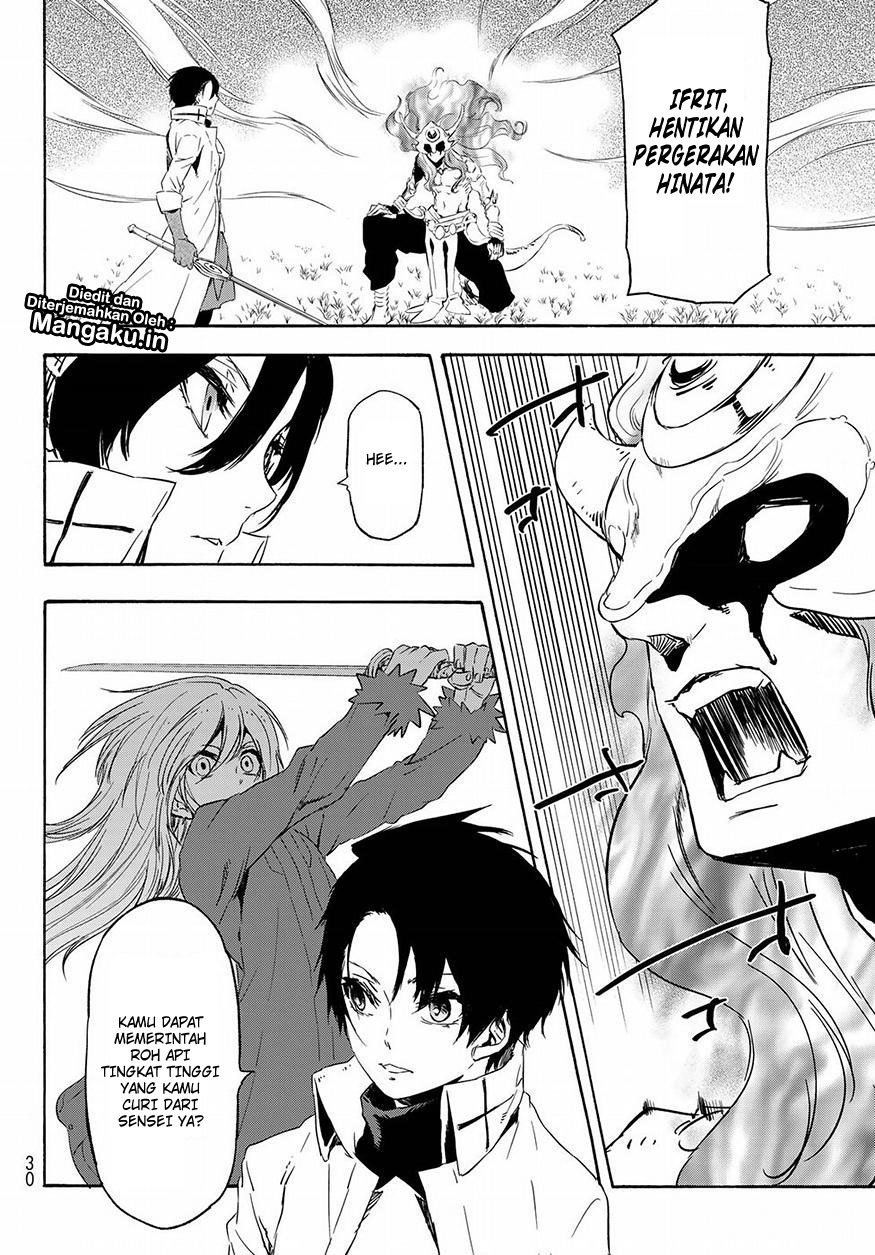 IFRIT,
HENTIKAN
PERGERAKAN
HINATA!
Diedit dan
Diterjemahkan Oleh :
Mangaku.in
HEE...
KAMU DAPAT
MEMERINTAH
ROH API
TINGKAT TINGGI
YANG KAMU
CURI DARI
SENSEI YA?
30